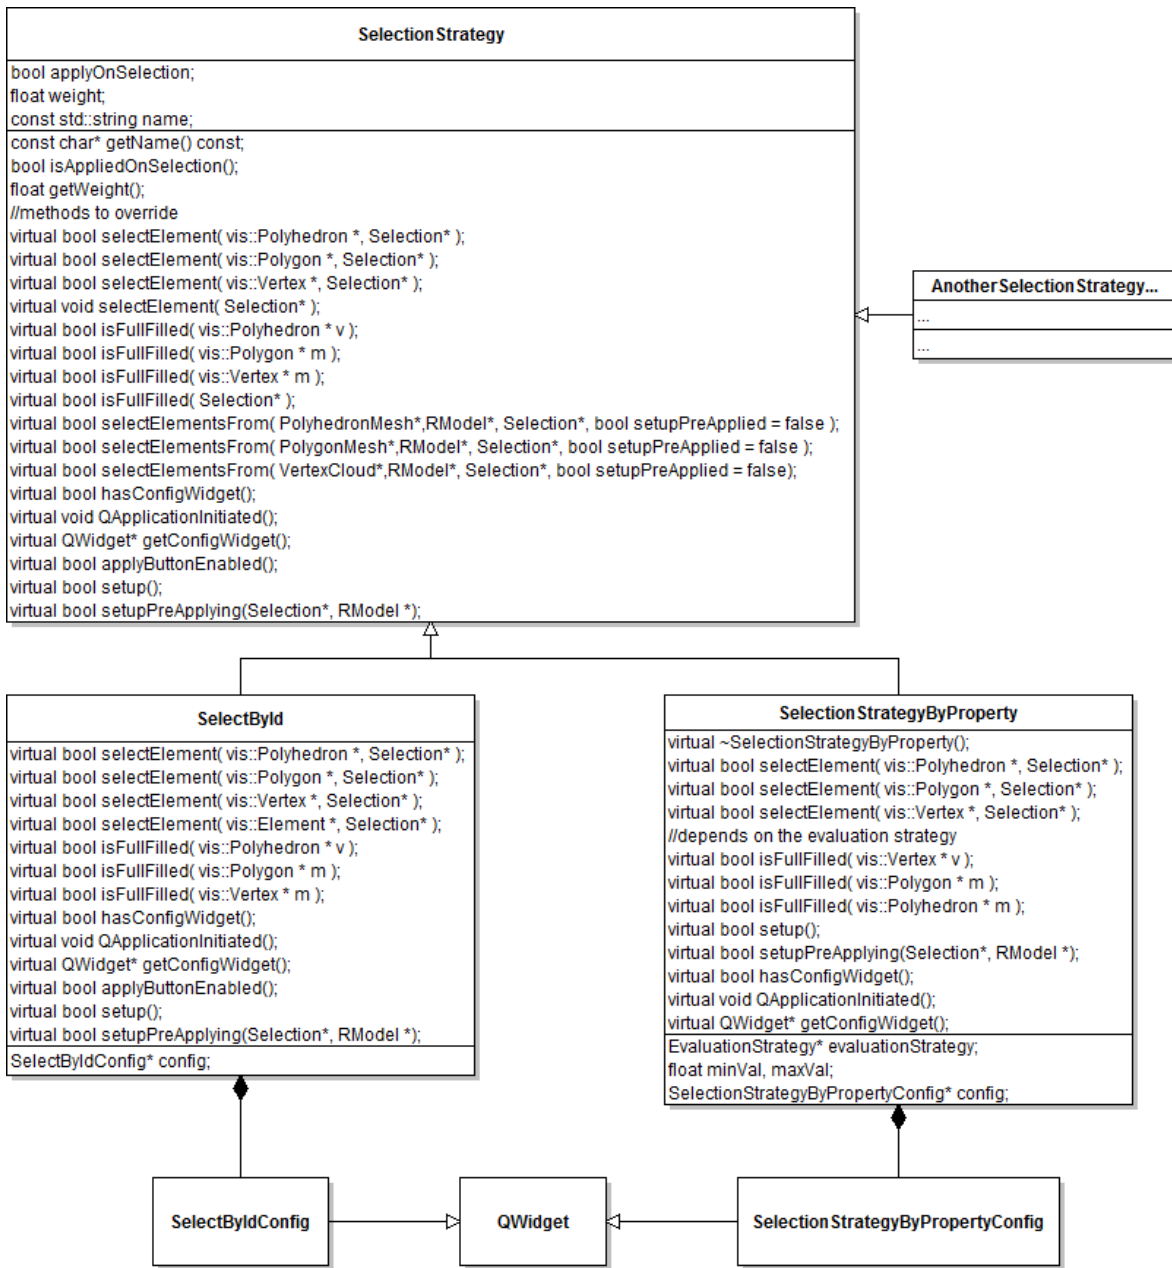 SelectionStrategy
bool applyOnSelection;
float weight;
const std::string name;
const char* getName() const;
bool isAppliedOnSelection();
float getWeight();
//methods to override
virtual bool selectElement( vis::Polyhedron *, Selection* );
virtual bool selectElement( vis::Polygon *, Selection* );
virtual bool selectElement( vis::Vertex *, Selection* );
virtual void selectElement( Selection* );
virtual bool isFullFilled( vis::Polyhedron * v );
virtual bool isFullFilled( vis::Polygon * m );
virtual bool isFullFilled( vis::Vertex * m );
virtual bool isFullFilled( Selection* );
virtual bool selectElementsFrom( PolyhedronMesh*,RModel*, Selection*, bool setupPreApplied = false );
virtual bool selectElementsFrom( PolygonMesh*,RModel*, Selection*, bool setupPreApplied = false );
virtual bool selectElementsFrom( VertexCloud*,RModel*, Selection*, bool setupPreApplied = false);
virtual bool hasConfigWidget();
virtual void QApplicationInitiated();
virtual QWidget* getConfigWidget();
virtual bool applyButtonEnabled();
virtual bool setup();
virtual bool setupPreApplying(Selection*, RModel *);
AnotherSelectionStrategy...
...
...
SelectById
virtual bool selectElement( vis::Polyhedron *, Selection* );
virtual bool selectElement( vis::Polygon *, Selection* );
virtual bool selectElement( vis::Vertex *, Selection* );
virtual bool selectElement( vis::Element *, Selection* );
virtual bool isFullFilled( vis::Polyhedron * v );
virtual bool isFullFilled( vis::Polygon * m );
virtual bool isFullFilled( vis::Vertex * m );
virtual bool hasConfigWidget();
virtual void QApplicationInitiated();
virtual QWidget* getConfigWidget();
virtual bool applyButtonEnabled();
virtual bool setup();
virtual bool setupPreApplying(Selection*, RModel *);
SelectByIdConfig* config;
SelectionStrategyByProperty
virtual ~SelectionStrategyByProperty();
virtual bool selectElement( vis::Polyhedron *, Selection* );
virtual bool selectElement( vis::Polygon *, Selection* );
virtual bool selectElement( vis::Vertex *, Selection* );
//depends on the evaluation strategy
virtual bool isFullFilled( vis::Vertex * v );
virtual bool isFullFilled( vis::Polygon * m );
virtual bool isFullFilled( vis::Polyhedron * m );
virtual bool setup();
virtual bool setupPreApplying(Selection*, RModel *);
virtual bool hasConfigWidget();
virtual void QApplicationInitiated();
virtual QWidget* getConfigWidget();
EvaluationStrategy* evaluationStrategy;
float minVal, maxVal;
SelectionStrategyByPropertyConfig* config;
SelectByIdConfig
QWidget
SelectionStrategyByPropertyConfig